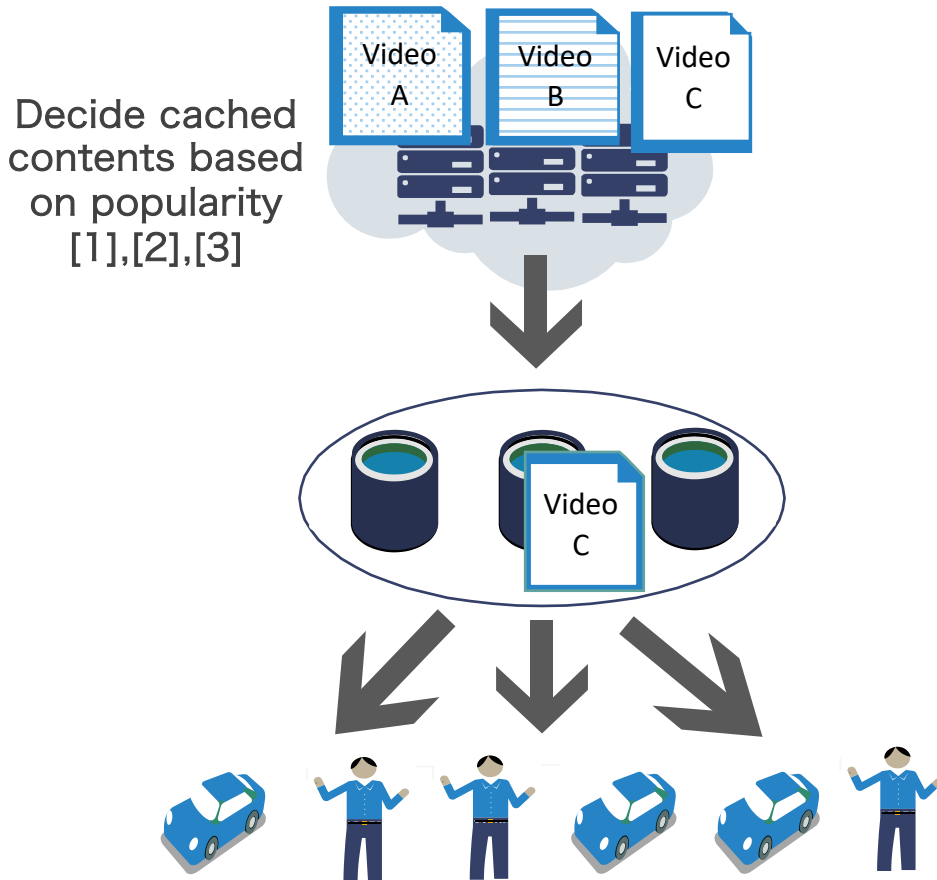 Decide cached
contents based
on popularity
[1],[2],[3]
Video
A
Video
B
Video
C
Video
C